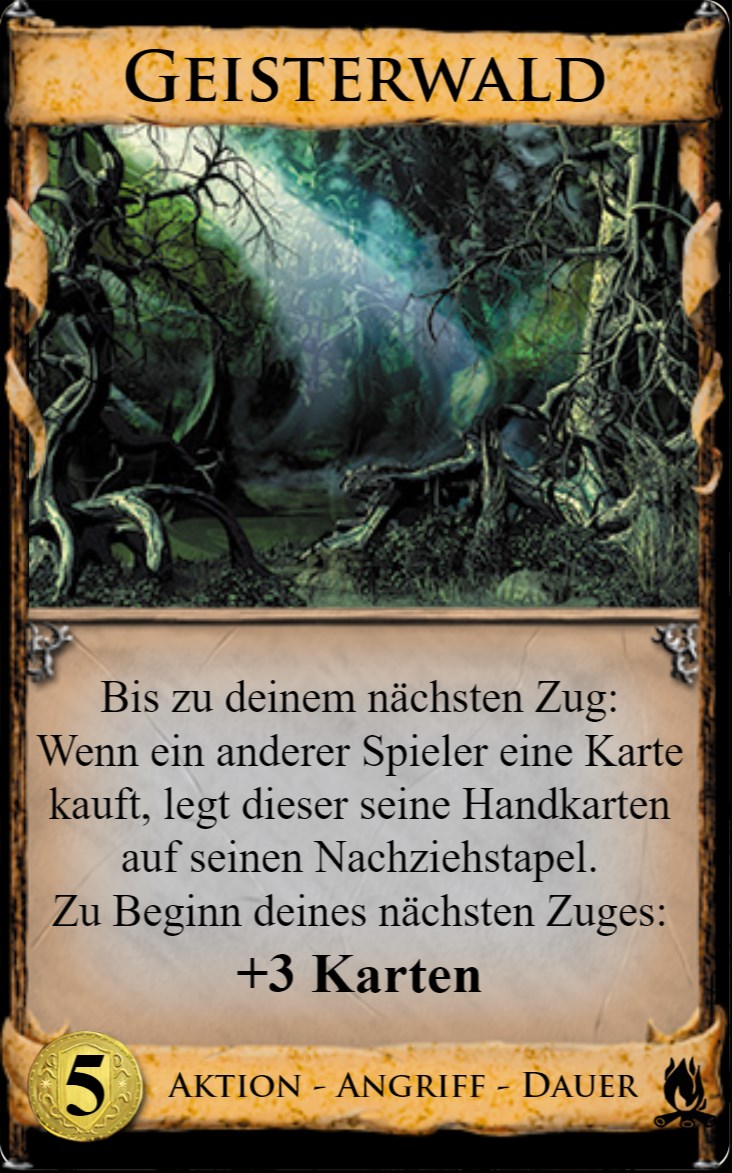 GEISTERWALD
Bis zu deinem nächsten Zug:
Wenn ein anderer Spieler eine Karte
kauft, legt dieser seine Handkarten
auf seinen Nachziehstapel.
Zu Beginn deines nächsten Zuges:
+3 Karten
5 AKTION - ANGRIFF - DAUER